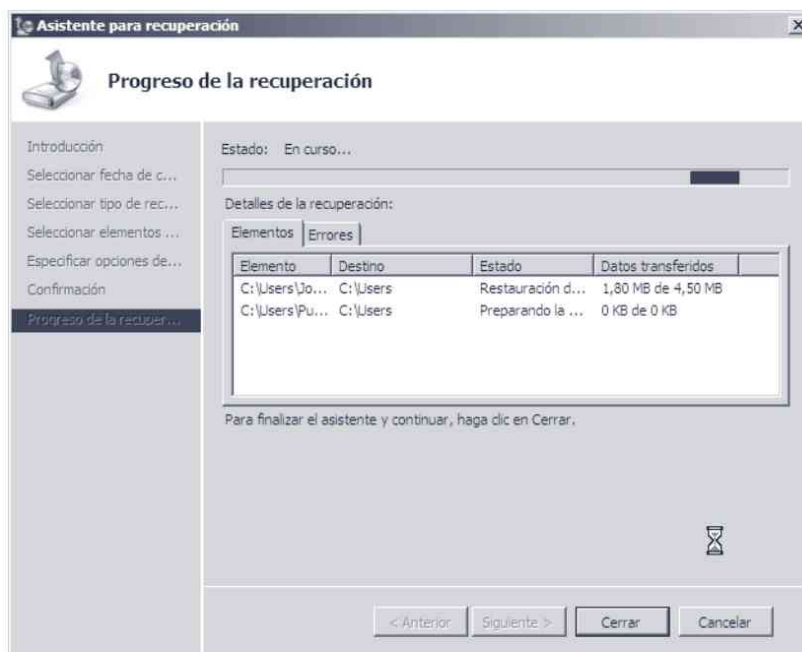 Asistente para recuperación
Progreso de la recuperación
Introducción
Seleccionar fecha de c...
Seleccionar tipo de rec...
Seleccionar elementos ...
Especificar opciones de...
Confirmación
Progreso de la recuper...
Estado: En curso...
Detalles de la recuperación:
Elementos Errores
Elemento Destino Estado Datos transferidos
C:\Users\Jo... C:\Users Restauración d... 1,80 MB de 4,50 MB
C:\Users\Pu... C:\Users Preparando la ... 0 KB de 0 KB
Para finalizar el asistente y continuar, haga clic en Cerrar.
< Anterior Siguiente > Cerrar Cancelar